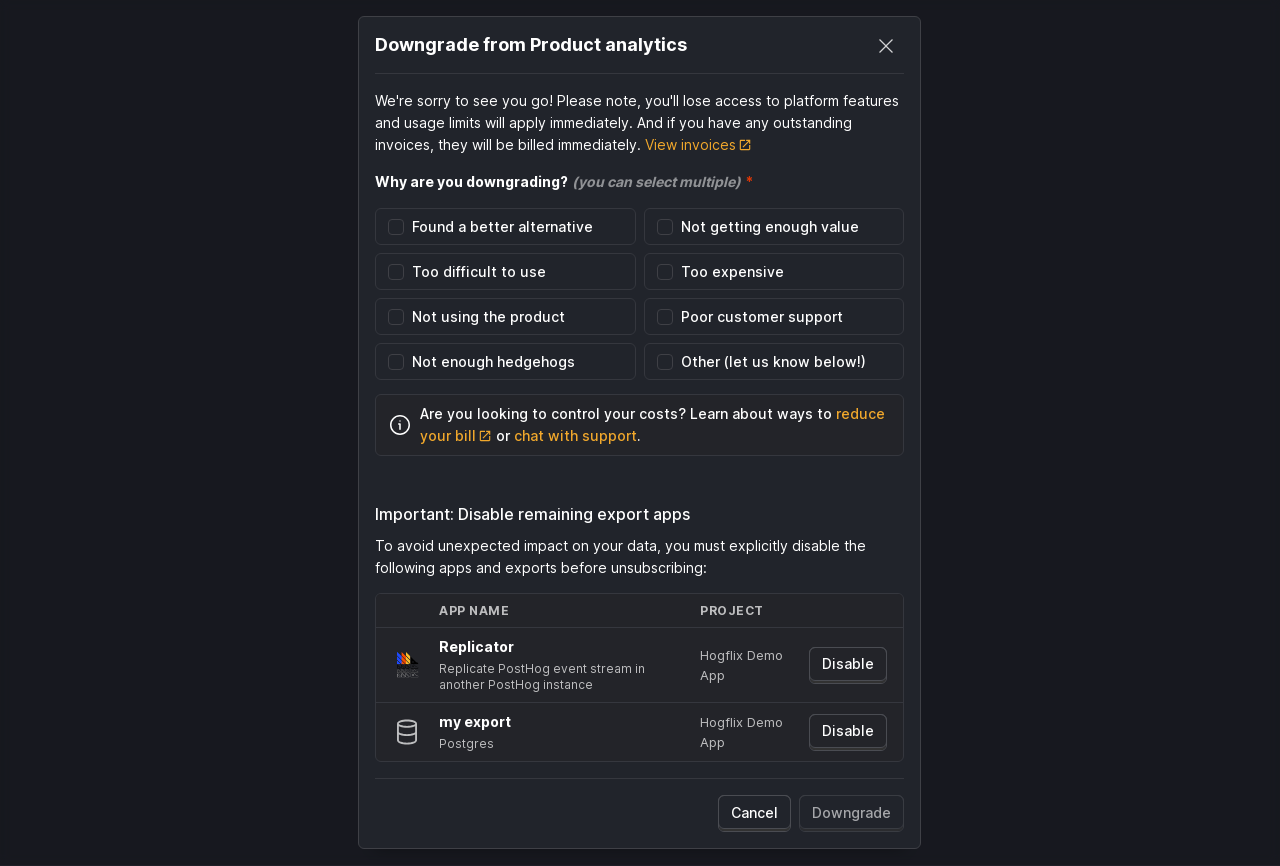 Downgrade from Product analytics
We're sorry to see you go! Please note, you'll lose access to platform features
and usage limits will apply immediately. And if you have any outstanding
invoices, they will be billed immediately. View invoices
Why are you downgrading? (you can select multiple) *
Found a better alternative
Not getting enough value
Too difficult to use
Too expensive
Not using the product
Poor customer support
Not enough hedgehogs
Other (let us know below!)
Are you looking to control your costs? Learn about ways to reduce
your bill or chat with support.
Important: Disable remaining export apps
To avoid unexpected impact on your data, you must explicitly disable the
following apps and exports before unsubscribing:
APP NAME PROJECT
Replicator
Replicate PostHog event stream in
another PostHog instance
Hogflix Demo
App
Disable
my export
Postgres
Hogflix Demo
App
Disable
Cancel
Downgrade